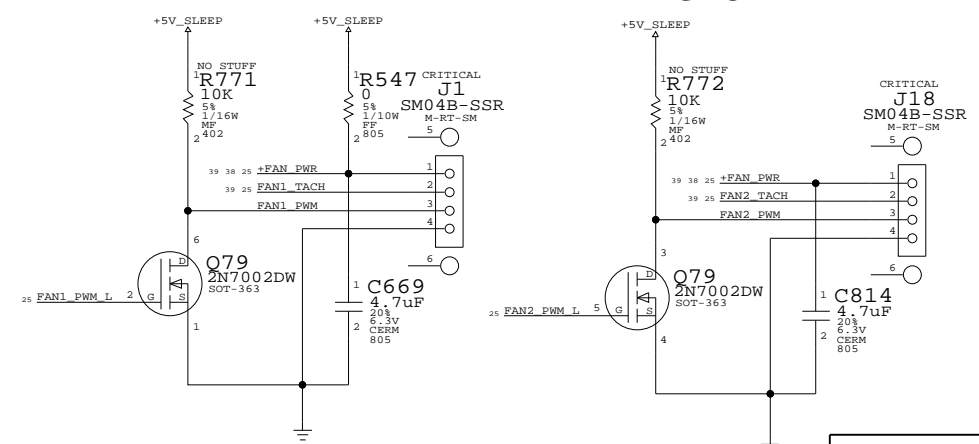 +5V_SLEEP
NO STUFF
1
R771
10K
5%
1/16W
MF
402
2
+5V_SLEEP
1
R547
0
5%
1/10W
FF
805
2
CRITICAL
J1
SM04B-SSR
M-RT-SM
5
39 38 25 +FAN_PWR 1
39 25 FAN1_TACH 2
FAN1_PWM 3
4
6
6
Q79
2N7002DW
SOT-363
D
G
S
25 FAN1_PWM_L 2
1
1
C669
4.7uF
20%
6.3V
CERM
805
2
+5V_SLEEP
NO STUFF
1
R772
10K
5%
1/16W
MF
402
2
CRITICAL
J18
SM04B-SSR
M-RT-SM
5
39 38 25 +FAN_PWR 1
39 25 FAN2_TACH 2
FAN2_PWM 3
4
6
3
Q79
2N7002DW
SOT-363
D
G
S
25 FAN2_PWM_L 5
4
1
C814
4.7uF
20%
6.3V
CERM
805
2